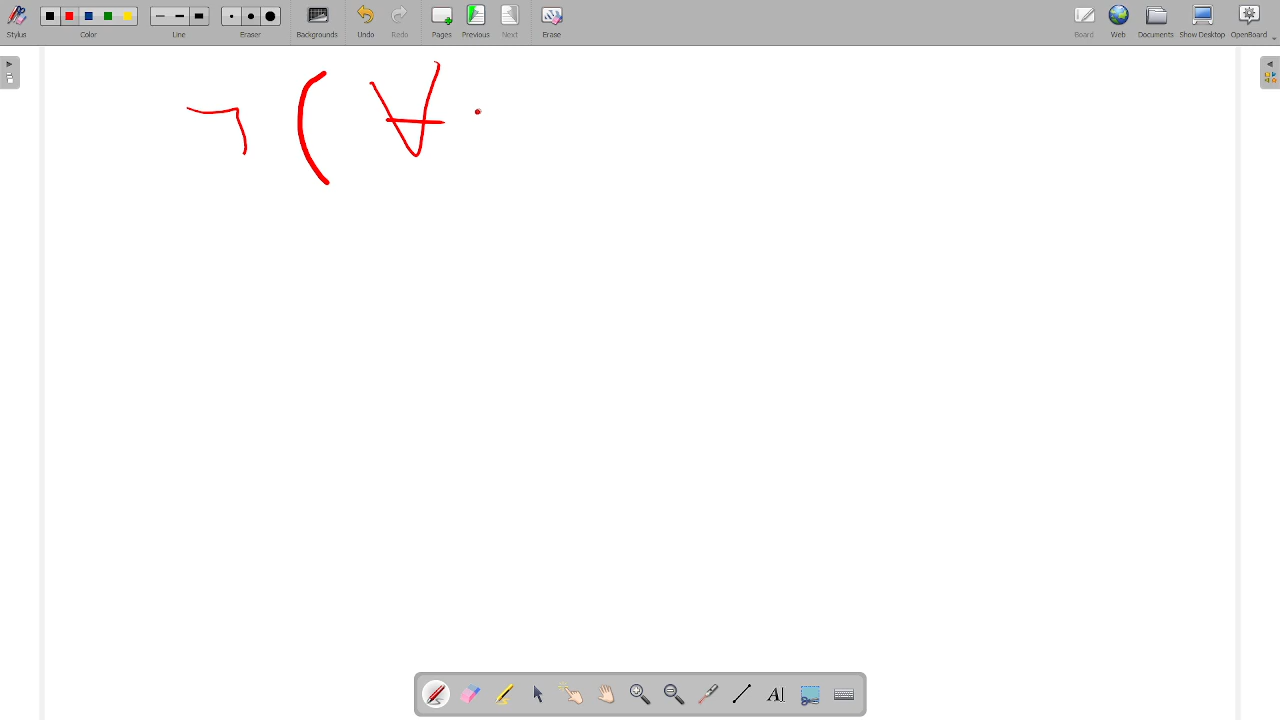 Stylus Color Line Eraser Backgrounds Undo Redo Pages Previous Next Erase Board Web Documents Show Desktop OpenBoard
¬ ( ∀